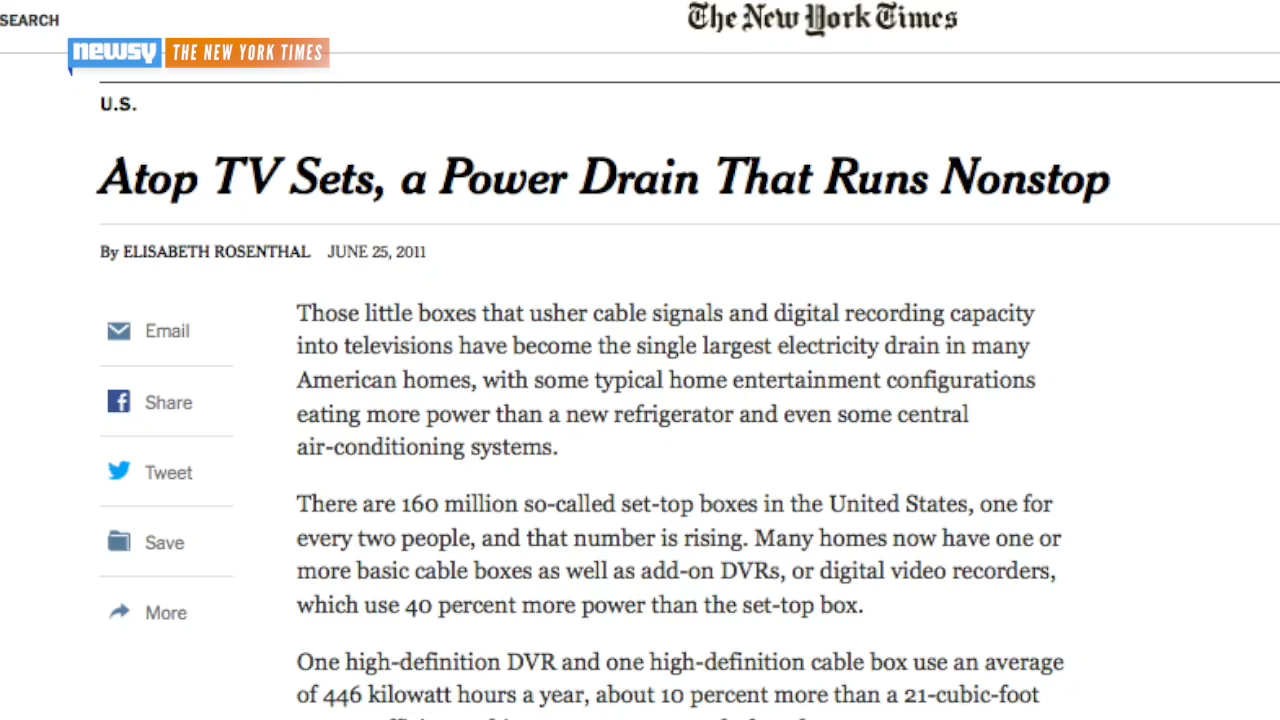 SEARCH
The New York Times
newsy THE NEW YORK TIMES
U.S.
Atop TV Sets, a Power Drain That Runs Nonstop
By ELISABETH ROSENTHAL JUNE 25, 2011
Email
Share
Tweet
Save
More
Those little boxes that usher cable signals and digital recording capacity
into televisions have become the single largest electricity drain in many
American homes, with some typical home entertainment configurations
eating more power than a new refrigerator and even some central
air-conditioning systems.
There are 160 million so-called set-top boxes in the United States, one for
every two people, and that number is rising. Many homes now have one or
more basic cable boxes as well as add-on DVRs, or digital video recorders,
which use 40 percent more power than the set-top box.
One high-definition DVR and one high-definition cable box use an average
of 446 kilowatt hours a year, about 10 percent more than a 21-cubic-foot